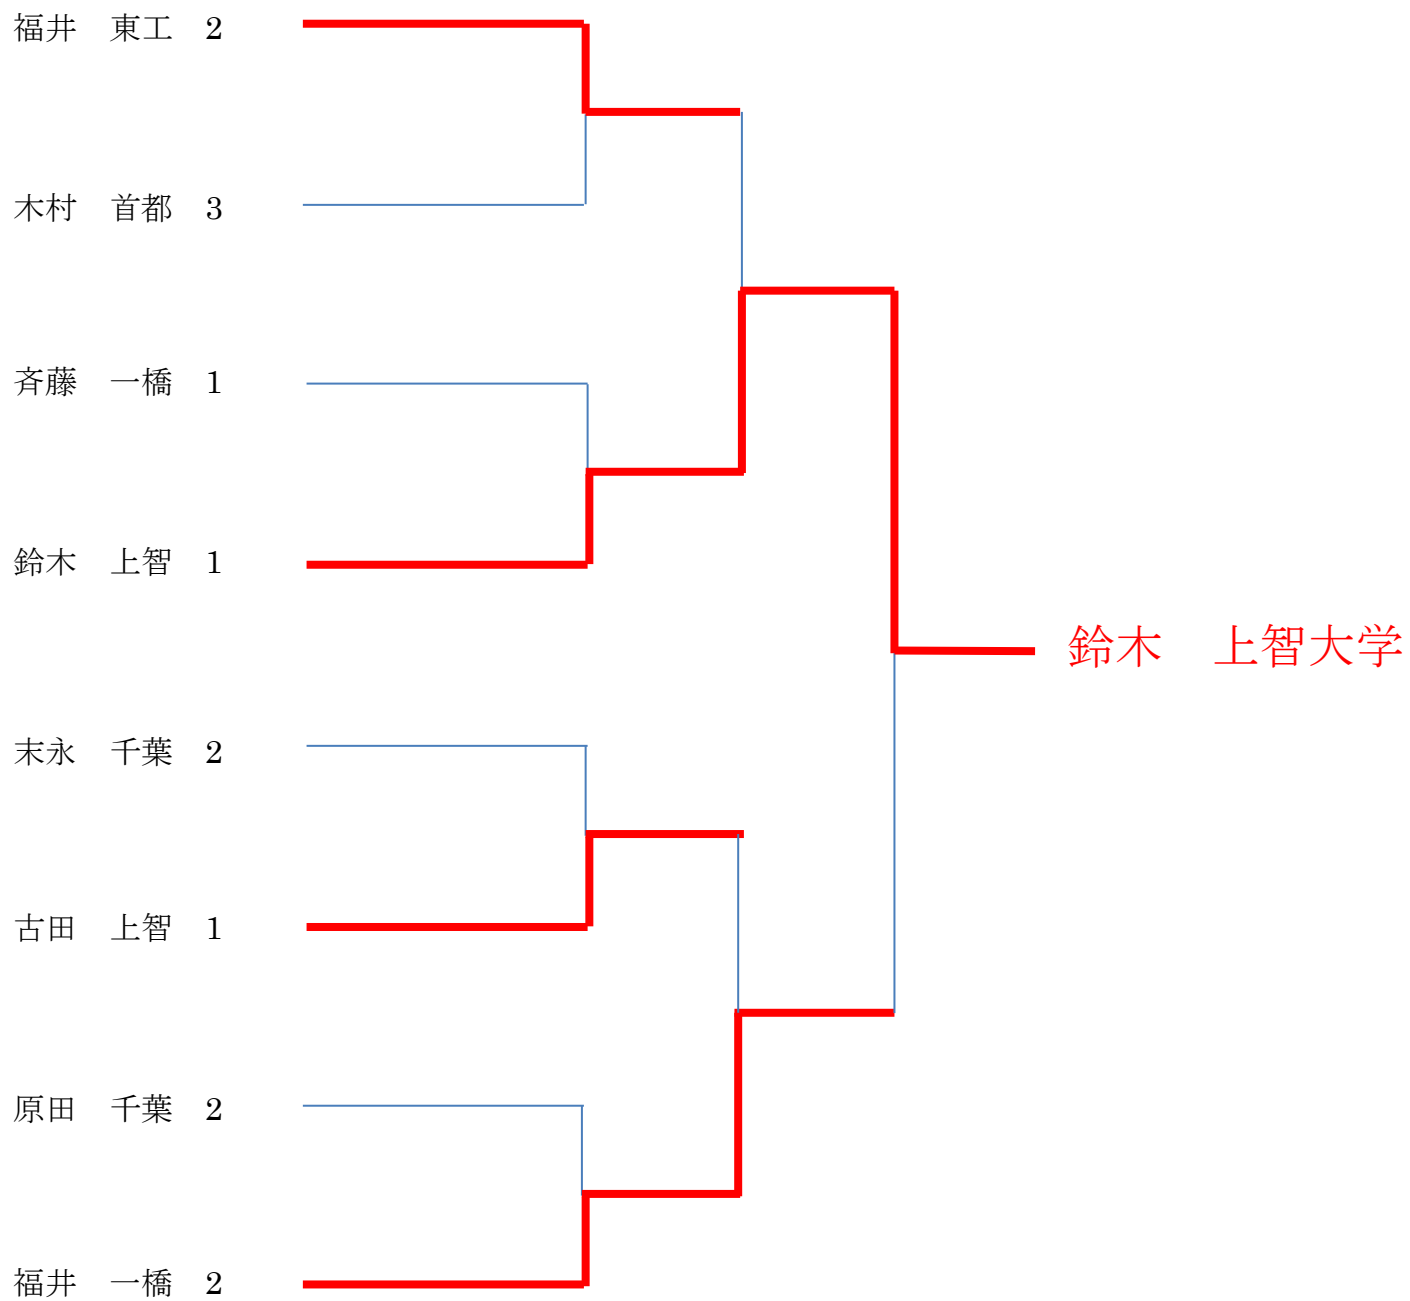 福井　東工　2
木村　首都　3
斉藤　一橋　1
鈴木　上智　1
鈴木　上智大学
末永　千葉　2
古田　上智　1
原田　千葉　2
福井　一橋　2